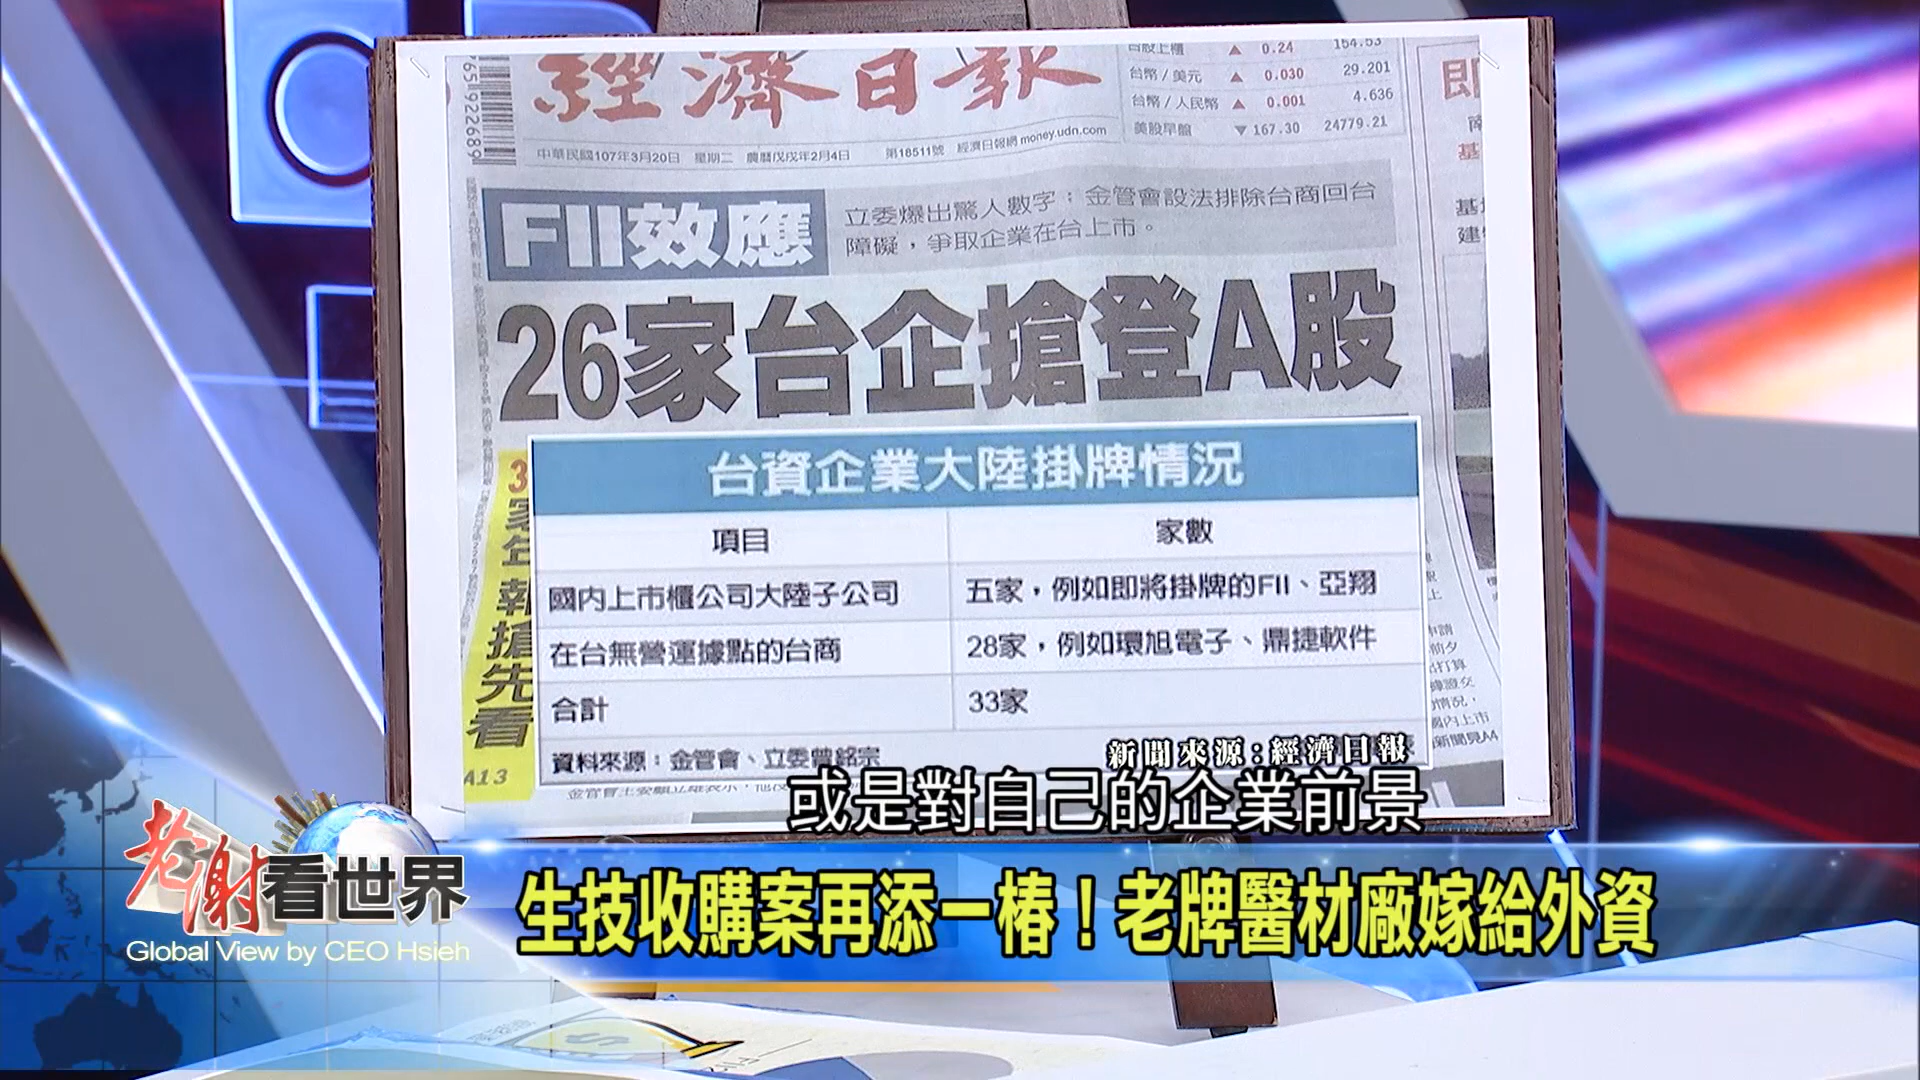 經濟日報
台股上櫃 ▲ 0.24 154.53
台幣/美元 ▲ 0.030 29.201
台幣/人民幣 ▲ 0.001 4.636
美股早盤 ▼167.30 24779.21
中華民國107年3月20日 星期二 農曆戊戌年2月4日 第18511號 經濟日報網 money.udn.com
FII效應
立委爆出驚人數字：金管會設法排除台商回台
障礙，爭取企業在台上市。
26家台企搶登A股
台資企業大陸掛牌情況
項目 家數
國內上市櫃公司大陸子公司 五家，例如即將掛牌的FII、亞翔
在台無營運據點的台商 28家，例如環旭電子、鼎捷軟件
合計 33家
資料來源：金管會、立委曾銘宗
新聞來源:經濟日報
搶先看
A13
或是對自己的企業前景
老謝看世界
Global View by CEO Hsieh
生技收購案再添一樁！老牌醫材廠嫁給外資